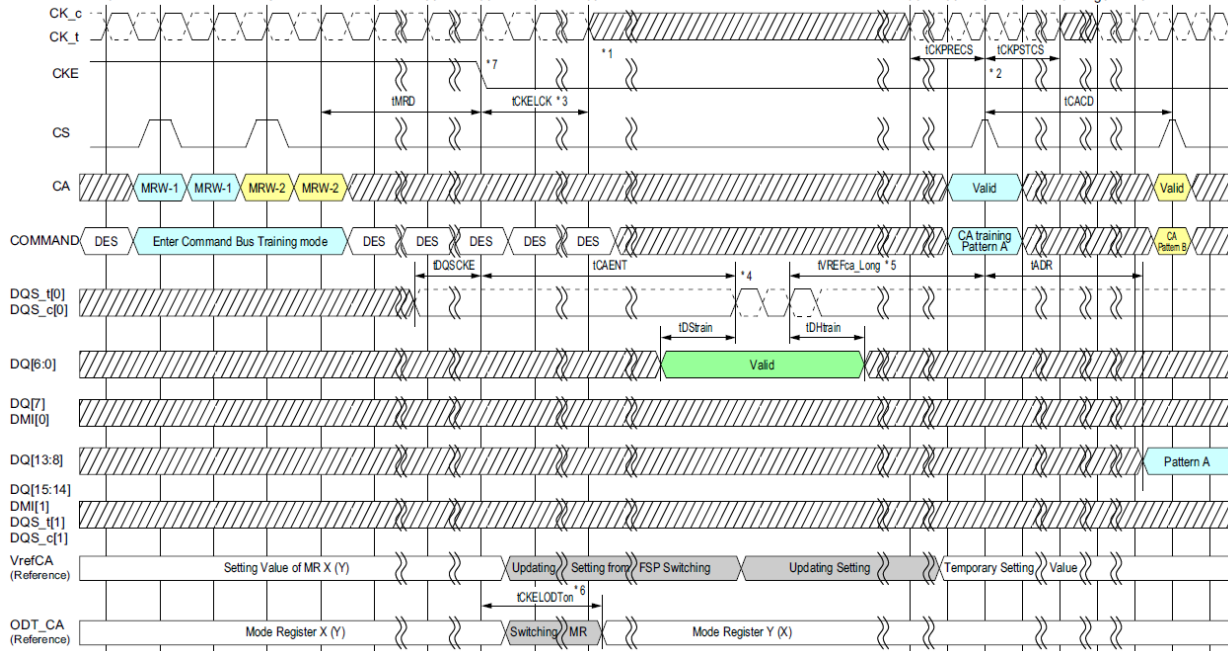 CK_c
CK_t
*1
tCKPRECS tCKPSTCS
CKE
*7
*2
tMRD tCKELCK *3 tCACD
CS
CA MRW-1 MRW-1 MRW-2 MRW-2 Valid Valid
COMMAND DES Enter Command Bus Training mode DES DES DES DES DES CA training Pattern A CA Pattern B
tDQSCKE tCAENT *4 tVREFca_Long *5 tADR
DQS_t[0]
DQS_c[0]
tDStrain tDHtrain
DQ[6:0] Valid
DQ[7]
DMI[0]
DQ[13:8] Pattern A
DQ[15:14]
DMI[1]
DQS_t[1]
DQS_c[1]
VrefCA
(Reference) Setting Value of MR X (Y) Updating Setting from FSP Switching Updating Setting Temporary Setting Value
tCKELODTon *6
ODT_CA
(Reference) Mode Register X (Y) Switching MR Mode Register Y (X)